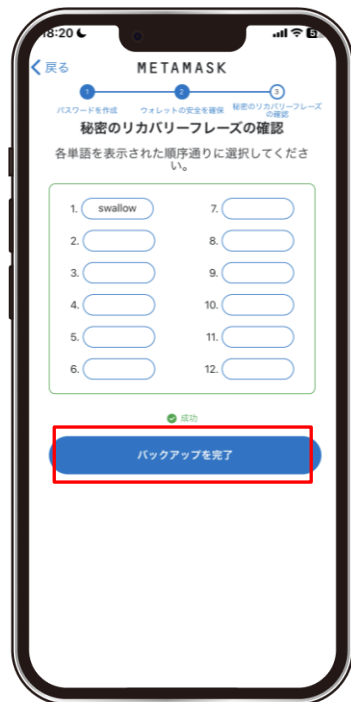 18:20
戻る
METAMASK
1
2
3
パスワードを作成
ウォレットの安全を確保
秘密のリカバリーフレーズ
の確認
秘密のリカバリーフレーズの確認
各単語を表示された順序通りに選択してくださ
い。
1. swallow
7.
2.
8.
3.
9.
4.
10.
5.
11.
6.
12.
成功
バックアップを完了